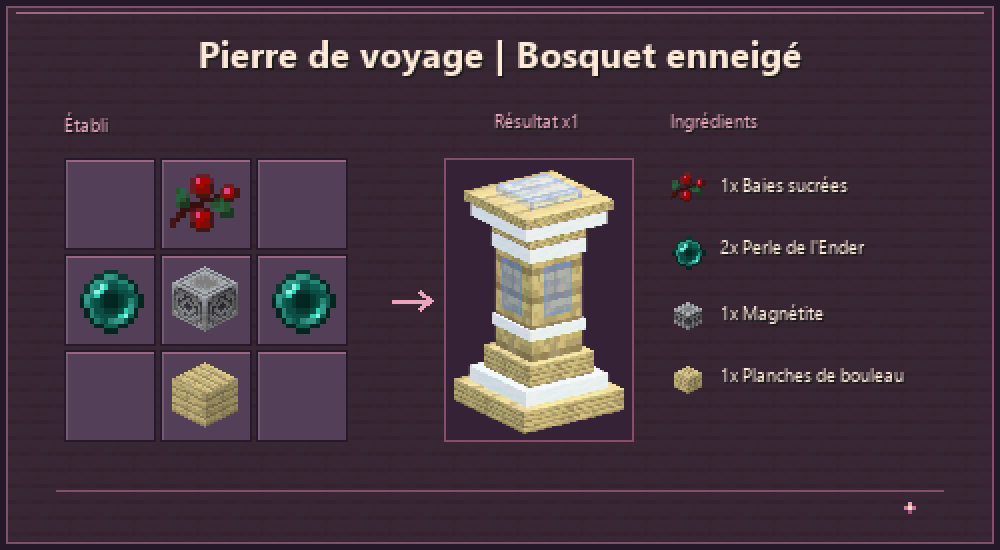 Pierre de voyage | Bosquet enneigé
Établi
Résultat x1
Ingrédients
1x Baies sucrées
2x Perle de l'Ender
1x Magnétite
1x Planches de bouleau